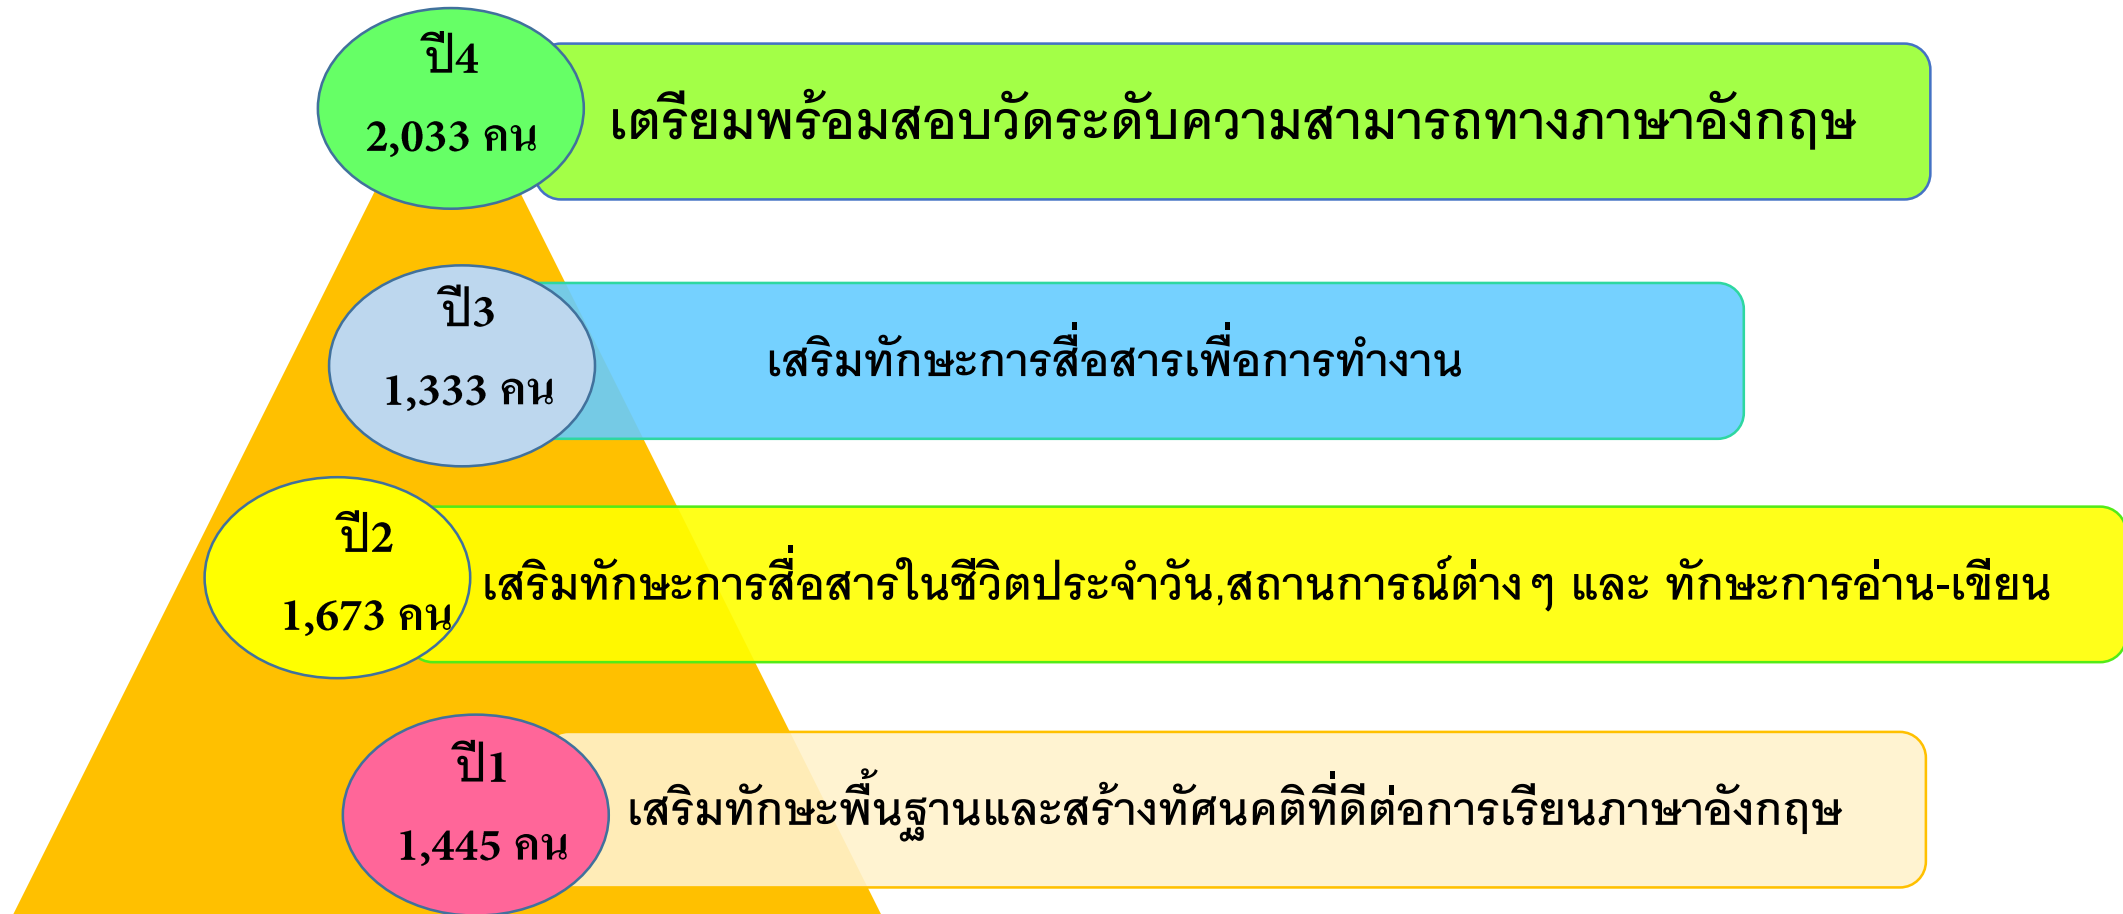 ปี4
2,033 คน
เตรียมพร้อมสอบวัดระดับความสามารถทางภาษาอังกฤษ
ปี3
1,333 คน
เสริมทักษะการสื่อสารเพื่อการทำงาน
ปี2
1,673 คน
เสริมทักษะการสื่อสารในชีวิตประจำวัน,สถานการณ์ต่าง ๆ และ ทักษะการอ่าน-เขียน
ปี1
1,445 คน
เสริมทักษะพื้นฐานและสร้างทัศนคติที่ดีต่อการเรียนภาษาอังกฤษ